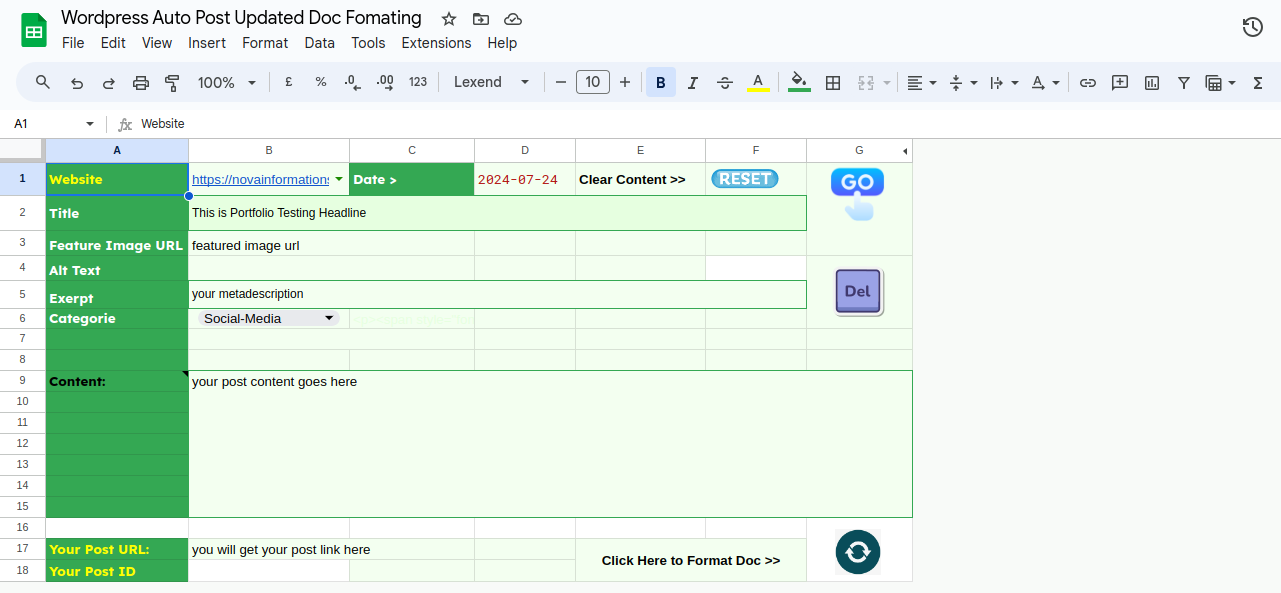 Wordpress Auto Post Updated Doc Fomating
File Edit View Insert Format Data Tools Extensions Help
100% £ % .0 .00 123 Lexend 10 B I A A Σ
A1 fx Website
A B C D E F G
1 Website https://novainformations Date > 2024-07-24 Clear Content >> RESET GO
2 Title This is Portfolio Testing Headline
3 Feature Image URL featured image url
4 Alt Text
5 Exerpt your metadescription Del
6 Categorie Social-Media
7
8
9 Content: your post content goes here
10
11
12
13
14
15
16
17 Your Post URL: you will get your post link here
Click Here to Format Doc >>
18 Your Post ID